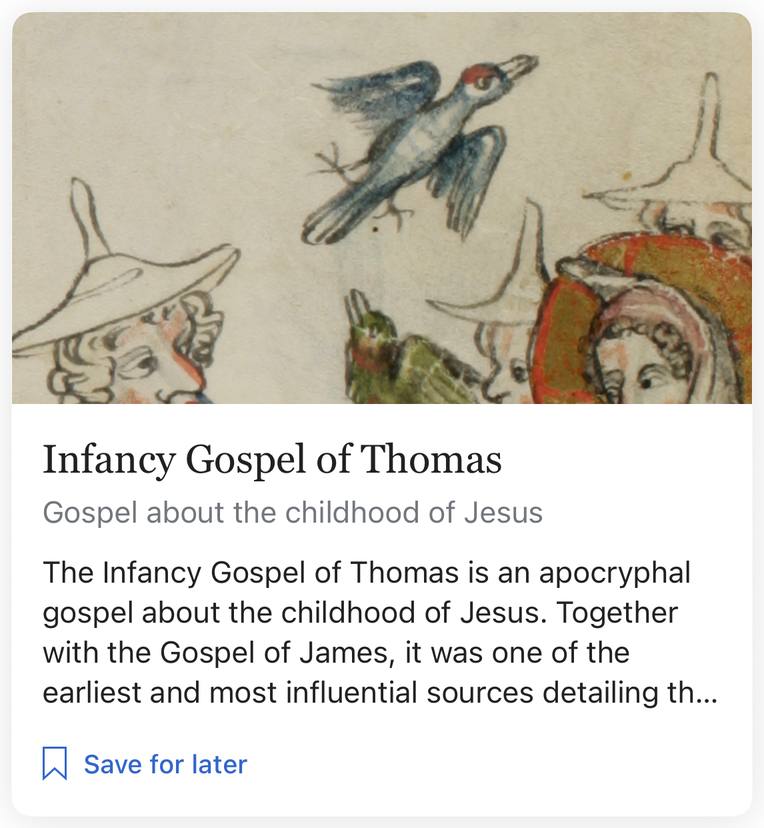 Infancy Gospel of Thomas
Gospel about the childhood of Jesus
The Infancy Gospel of Thomas is an apocryphal
gospel about the childhood of Jesus. Together
with the Gospel of James, it was one of the
earliest and most influential sources detailing th...
Save for later